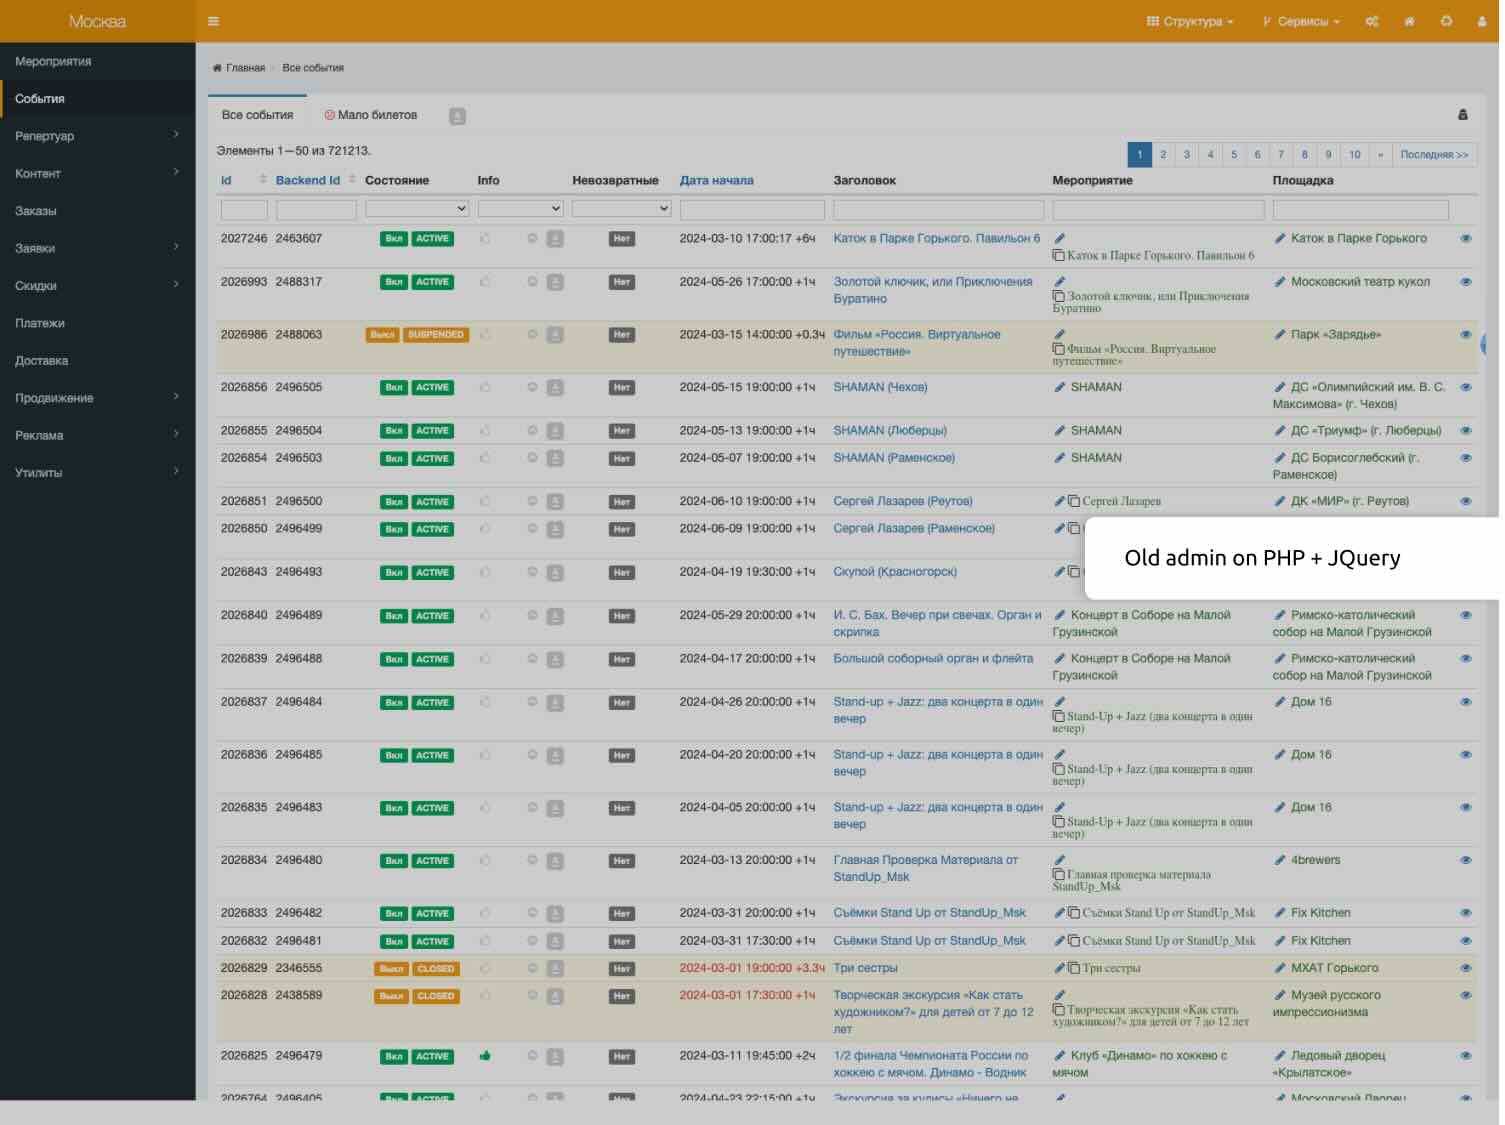 Москва
Структура
Сервисы
Мероприятия
События
Репертуар
Контент
Заказы
Заявки
Скидки
Платежи
Доставка
Продвижение
Реклама
Утилиты
Главная Все события
Все события Мало билетов
Элементы 1—50 из 721213.
1 2 3 4 5 6 7 8 9 10 » Последняя >>
Id Backend Id Состояние Info Невозвратные Дата начала Заголовок Мероприятие Площадка
2027246 2463607 Вкл ACTIVE Нет 2024-03-10 17:00:17 +6ч Каток в Парке Горького. Павильон 6 Каток в Парке Горького
Каток в Парке Горького. Павильон 6
2026993 2488317 Вкл ACTIVE Нет 2024-05-26 17:00:00 +1ч Золотой ключик, или Приключения Московский театр кукол
Буратино Золотой ключик, или Приключения
Буратино
2026986 2488063 Выкл SUSPENDED Нет 2024-03-15 14:00:00 +0.3ч Фильм «Россия. Виртуальное Парк «Зарядье»
путешествие» Фильм «Россия. Виртуальное
путешествие»
2026856 2496505 Вкл ACTIVE Нет 2024-05-15 19:00:00 +1ч SHAMAN (Чехов) SHAMAN ДС «Олимпийский им. В. С.
Максимова» (г. Чехов)
2026855 2496504 Вкл ACTIVE Нет 2024-05-13 19:00:00 +1ч SHAMAN (Люберцы) SHAMAN ДС «Триумф» (г. Люберцы)
2026854 2496503 Вкл ACTIVE Нет 2024-05-07 19:00:00 +1ч SHAMAN (Раменское) SHAMAN ДС Борисоглебский (г.
Раменское)
2026851 2496500 Вкл ACTIVE Нет 2024-06-10 19:00:00 +1ч Сергей Лазарев (Реутов) Сергей Лазарев ДК «МИР» (г. Реутов)
2026850 2496499 Вкл ACTIVE Нет 2024-06-09 19:00:00 +1ч Сергей Лазарев (Раменское)
Old admin on PHP + JQuery
2026843 2496493 Вкл ACTIVE Нет 2024-04-19 19:30:00 +1ч Скупой (Красногорск)
2026840 2496489 Вкл ACTIVE Нет 2024-05-29 20:00:00 +1ч И. С. Бах. Вечер при свечах. Орган и Концерт в Соборе на Малой Римско-католический
скрипка Грузинской собор на Малой Грузинской
2026839 2496488 Вкл ACTIVE Нет 2024-04-17 20:00:00 +1ч Большой соборный орган и флейта Концерт в Соборе на Малой Римско-католический
Грузинской собор на Малой Грузинской
2026837 2496484 Вкл ACTIVE Нет 2024-04-26 20:00:00 +1ч Stand-up + Jazz: два концерта в один Дом 16
вечер Stand-Up + Jazz (два концерта в один
вечер)
2026836 2496485 Вкл ACTIVE Нет 2024-04-20 20:00:00 +1ч Stand-up + Jazz: два концерта в один Дом 16
вечер Stand-Up + Jazz (два концерта в один
вечер)
2026835 2496483 Вкл ACTIVE Нет 2024-04-05 20:00:00 +1ч Stand-up + Jazz: два концерта в один Дом 16
вечер Stand-Up + Jazz (два концерта в один
вечер)
2026834 2496480 Вкл ACTIVE Нет 2024-03-13 20:00:00 +1ч Главная Проверка Материала от 4brewers
StandUp_Msk Главная проверка материала
StandUp_Msk
2026833 2496482 Вкл ACTIVE Нет 2024-03-31 20:00:00 +1ч Съёмки Stand Up от StandUp_Msk Съёмки Stand Up от StandUp_Msk Fix Kitchen
2026832 2496481 Вкл ACTIVE Нет 2024-03-31 17:30:00 +1ч Съёмки Stand Up от StandUp_Msk Съёмки Stand Up от StandUp_Msk Fix Kitchen
2026829 2346555 Выкл CLOSED Нет 2024-03-01 19:00:00 +3.3ч Три сестры Три сестры МХАТ Горького
2026828 2438589 Выкл CLOSED Нет 2024-03-01 17:30:00 +1ч Творческая экскурсия «Как стать Музей русского
художником?» для детей от 7 до 12 Творческая экскурсия «Как стать импрессионизма
лет художником?» для детей от 7 до 12 лет
2026825 2496479 Вкл ACTIVE Нет 2024-03-11 19:45:00 +2ч 1/2 финала Чемпионата России по Клуб «Динамо» по хоккею с Ледовый дворец
хоккею с мячом. Динамо - Водник мячом «Крылатское»
2026764 2496405 Вкл ACTIVE Нет 2024-04-23 22:15:00 +1ч Экскурсия за кулисы «Ничего не Московский Дворец